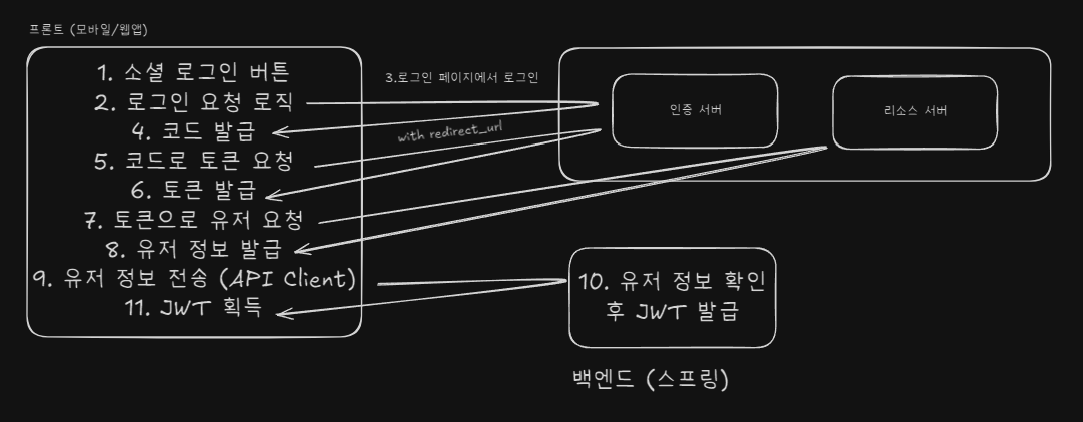 프론트 (모바일/웹앱)
1. 소셜 로그인 버튼
2. 로그인 요청 로직
3.로그인 페이지에서 로그인
4. 코드 발급
with redirect_url
5. 코드로 토큰 요청
6. 토큰 발급
7. 토큰으로 유저 요청
8. 유저 정보 발급
9. 유저 정보 전송 (API Client)
11. JWT 획득
인증 서버
리소스 서버
10. 유저 정보 확인
후 JWT 발급
백엔드 (스프링)